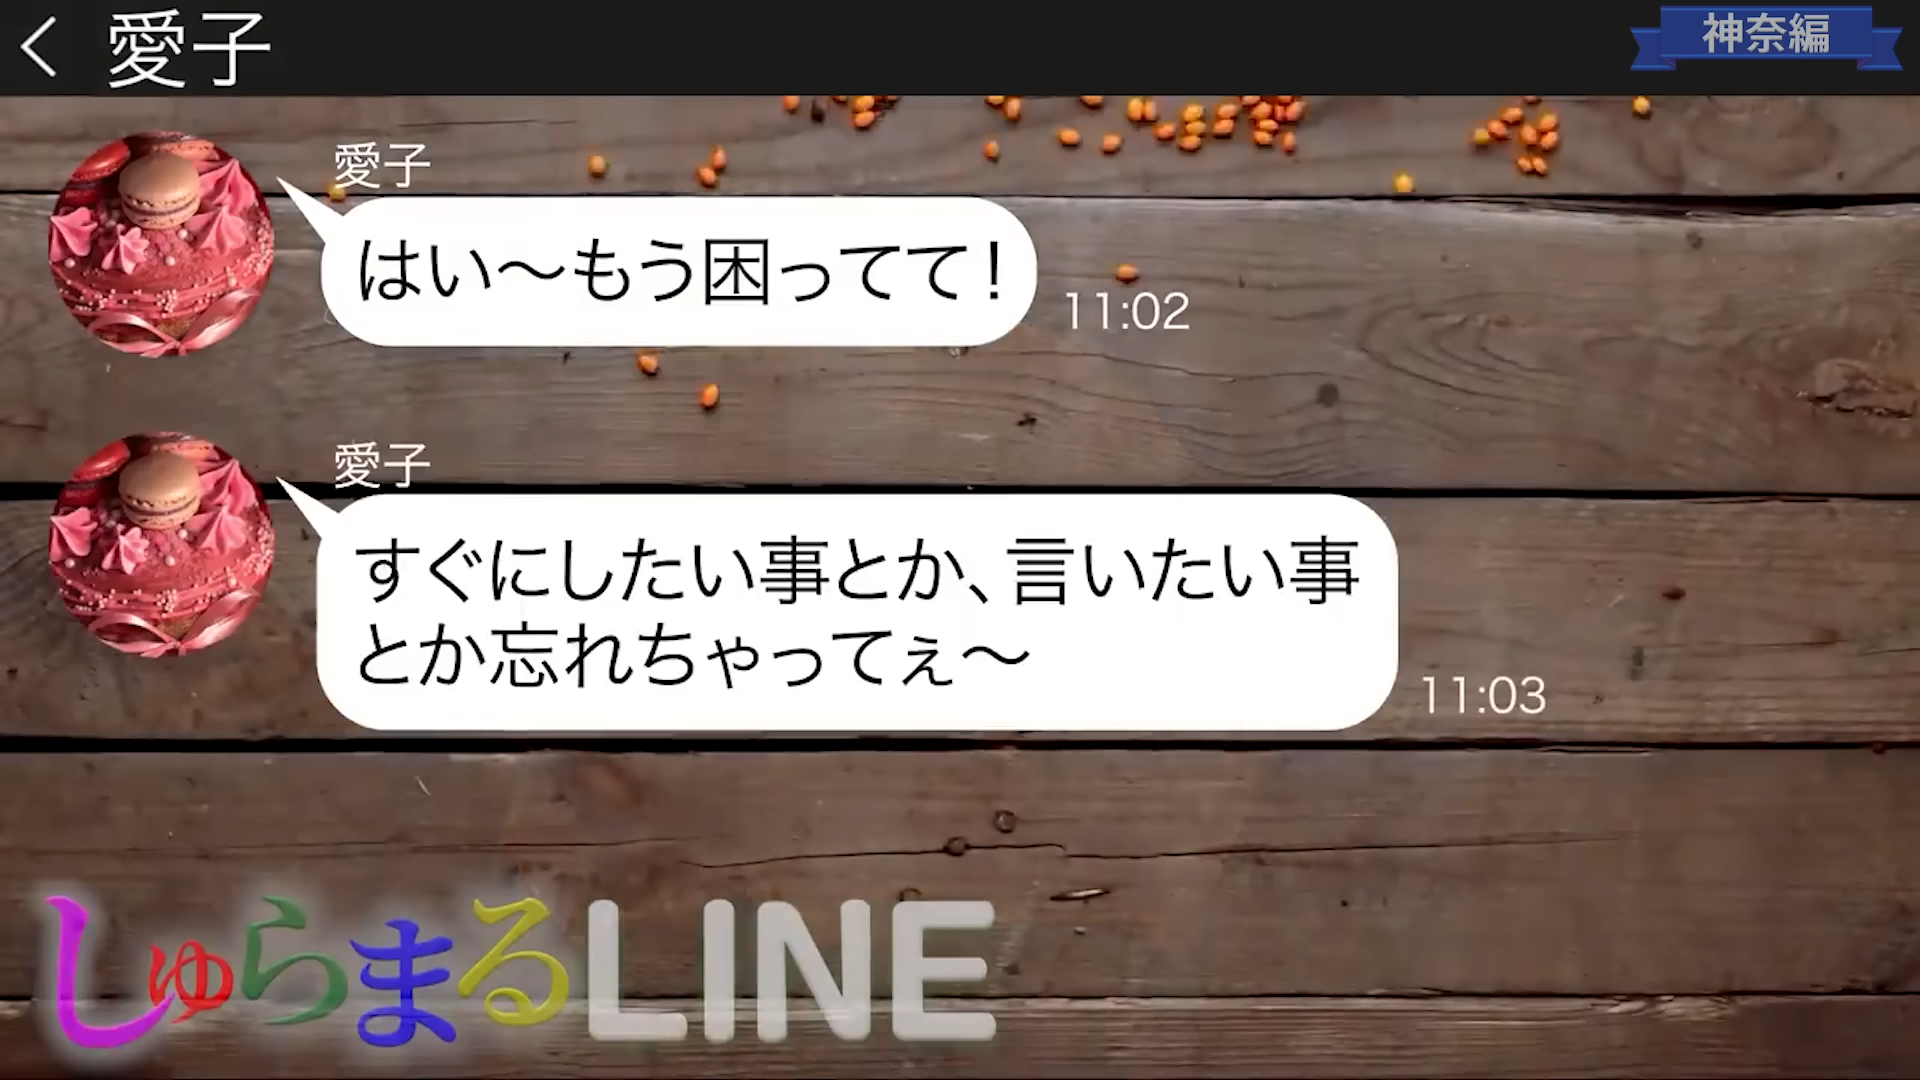 愛子
神奈編
愛子
はい〜もう困ってて!
11:02
愛子
すぐにしたい事とか、言いたい事
とか忘れちゃってぇ〜
11:03
しゅらまるLINE